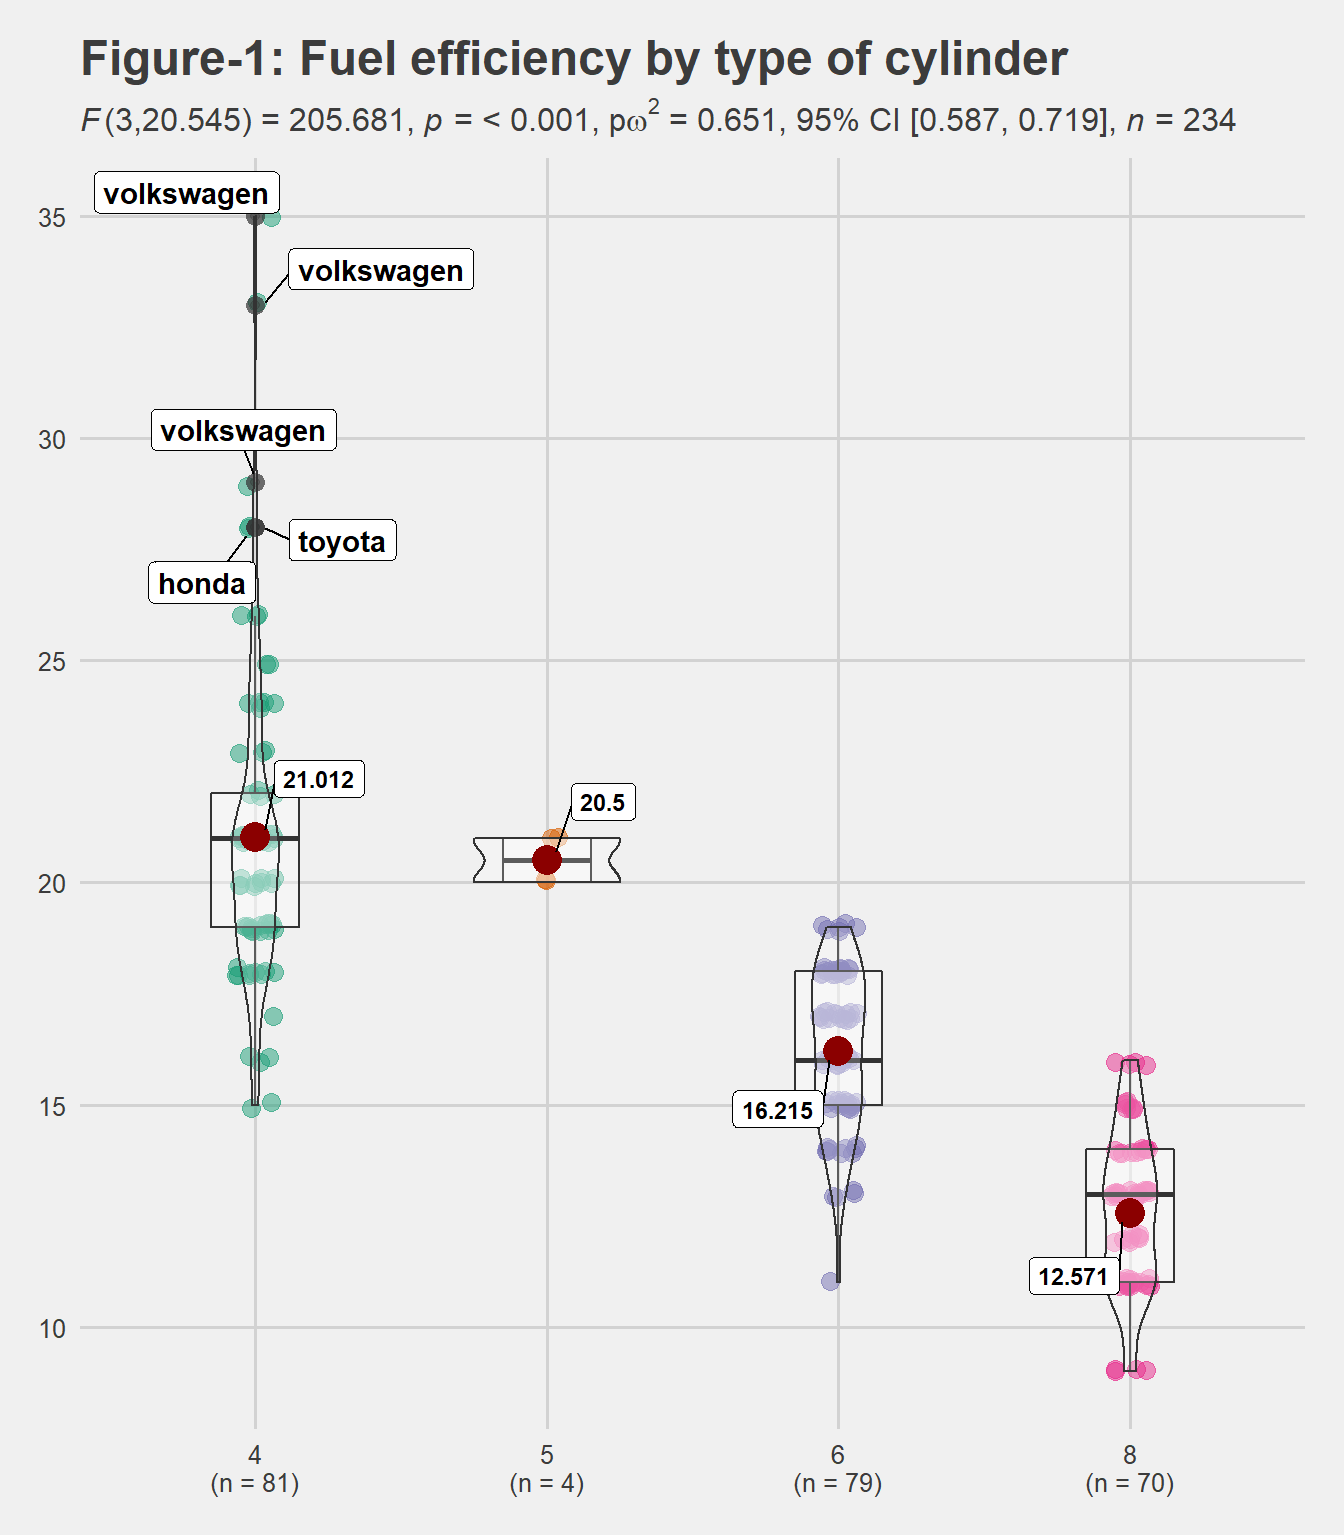 Figure-1: Fuel efficiency by type of cylinder
F(3,20.545) = 205.681, p = < 0.001, pω² = 0.651, 95% CI [0.587, 0.719], n = 234
volkswagen
35
volkswagen
volkswagen
30
toyota
honda
25
21.012
20.5
20
16.215
15
12.571
10
4 5 6 8
(n = 81) (n = 4) (n = 79) (n = 70)